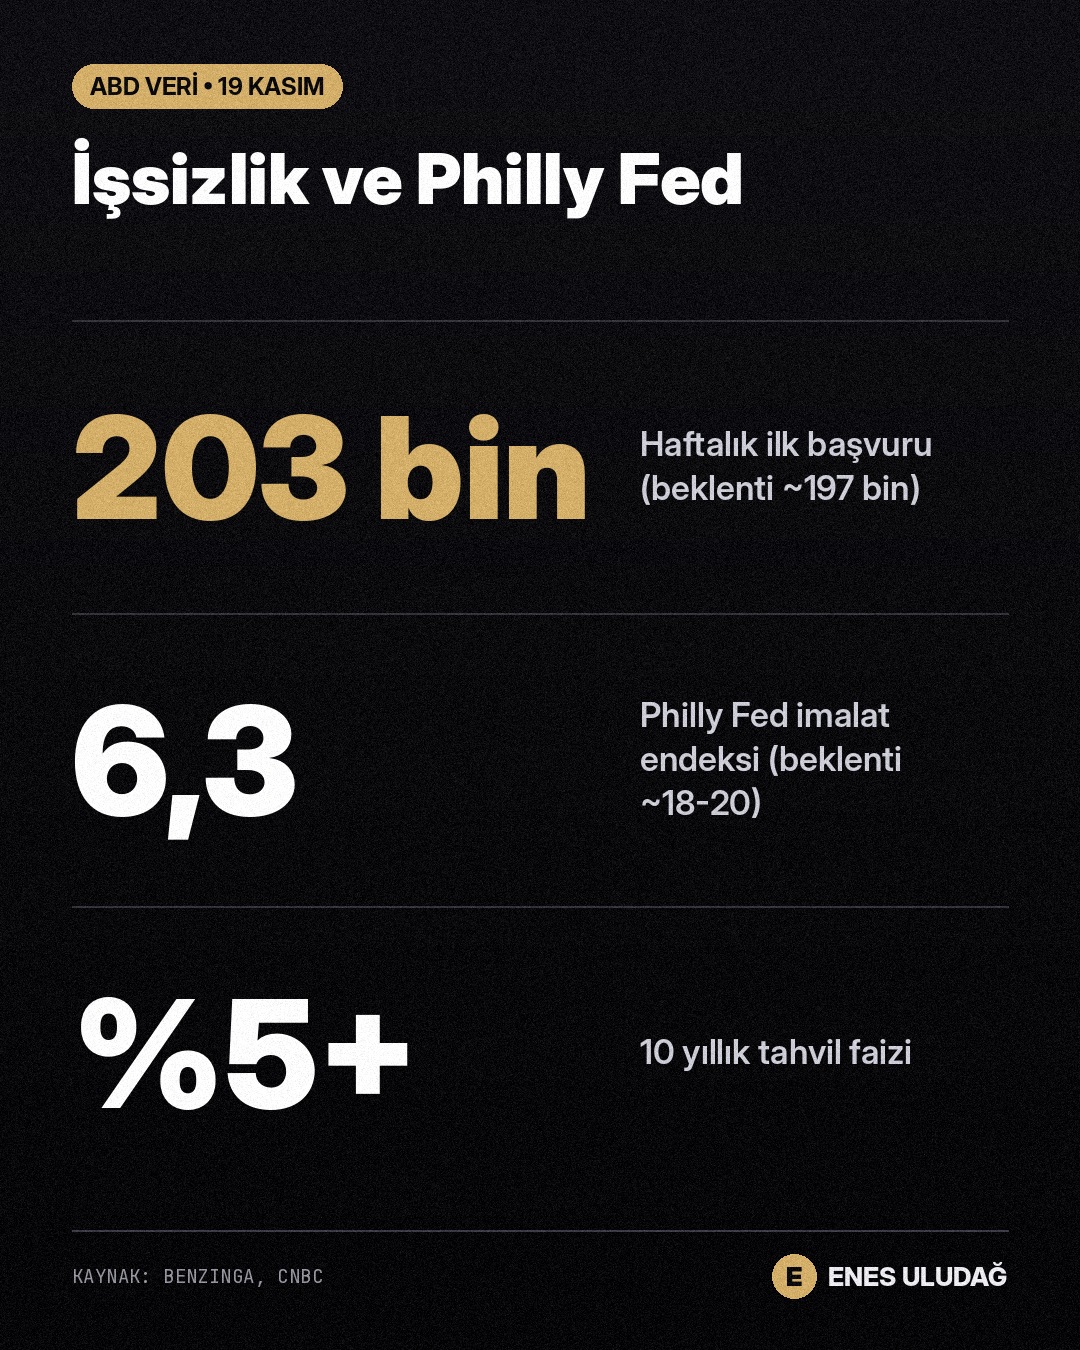 ABD VERİ • 19 KASIM
İşsizlik ve Philly Fed
203 bin
Haftalık ilk başvuru
(beklenti ~197 bin)
6,3
Philly Fed imalat
endeksi (beklenti
~18-20)
%5+
10 yıllık tahvil faizi
KAYNAK: BENZINGA, CNBC
E ENES ULUDAĞ